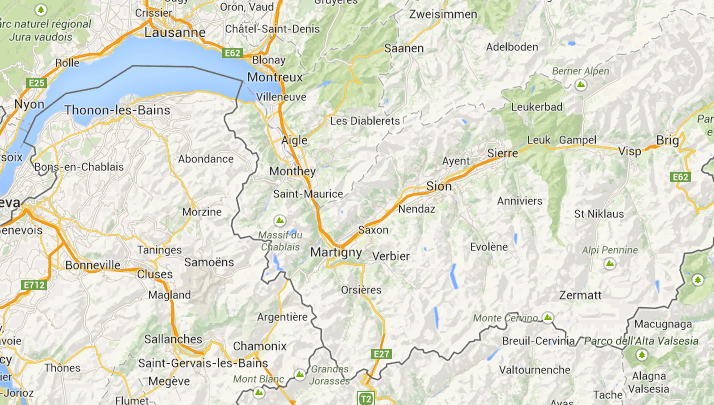 Crissier
Orón, Vaud
Gruyères
Zweisimmen
Parc naturel régional
Jura vaudois
Lausanne
Châtel-Saint-Denis
Saanen
Adelboden
E62
Rolle
Blonay
E25
Montreux
Berner Alpen
Nyon
Villeneuve
Thonon-les-Bains
Leukerbad
Les Diablerets
Aigle
Leuk
Gampel
Brig
Sierre
Visp
Bons-en-Chablais
Abondance
Ayent
Monthey
E62
Sion
Saint-Maurice
Anniviers
Nendaz
Morzine
St Niklaus
Saxon
Massif du
Chablais
Evolène
Martigny
Verbier
Taninges
Alpi Pennine
Bonneville
Samoëns
Cluses
E712
Orsières
Magland
Zermatt
Argentière
Monte Cervino
Macugnaga
Sallanches
Breuil-Cervinia
Parco dell'Alta Valsesia
Chamonix
E27
Saint-Gervais-les-Bains
Thônes
Valtournenche
Grandes
Jorasses
Megève
Mont Blanc
Alagna
Valsesia
Tache
Flumet
T2